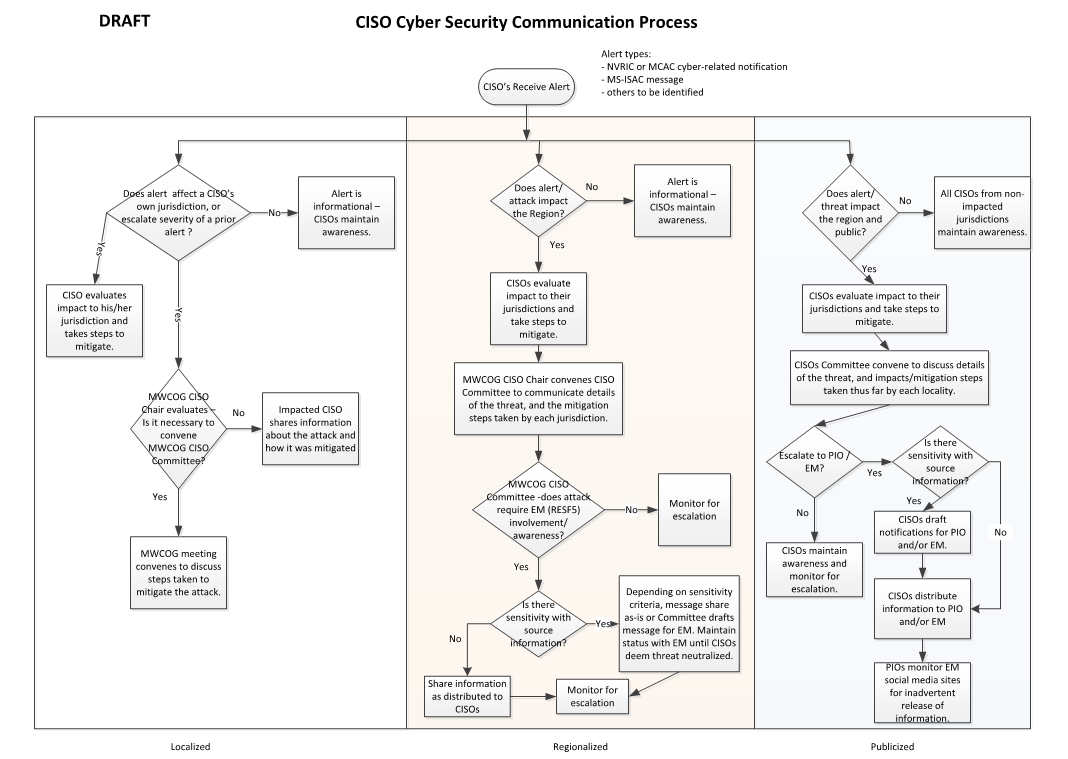 DRAFT
CISO Cyber Security Communication Process
Alert types:
- NVRIC or MCAC cyber-related notification
- MS-ISAC message
- others to be identified
CISO's Receive Alert
Does alert affect a CISO's
own jurisdiction, or
escalate severity of a prior
alert ?
No
Alert is
informational –
CISOs maintain
awareness.
Yes
CISO evaluates
impact to his/her
jurisdiction and
takes steps to
mitigate.
Yes
MWCOG CISO
Chair evaluates –
Is it necessary to
convene
MWCOG CISO
Committee?
No
Impacted CISO
shares information
about the attack and
how it was mitigated
Yes
MWCOG meeting
convenes to discuss
steps taken to
mitigate the attack.
Does alert/
attack impact
the Region?
No
Alert is
informational –
CISOs maintain
awareness.
Yes
CISOs evaluate
impact to their
jurisdictions and
take steps to
mitigate.
MWCOG CISO Chair convenes CISO
Committee to communicate details
of the threat, and the mitigation
steps taken by each jurisdiction.
MWCOG CISO
Committee -does attack
require EM (RESF5)
involvement/
awareness?
No
Monitor for
escalation
Yes
Is there
sensitivity with
source
information?
Yes
Depending on sensitivity
criteria, message share
as-is or Committee drafts
message for EM. Maintain
status with EM until CISOs
deem threat neutralized.
No
Share information
as distributed to
CISOs
Monitor for
escalation
Does alert/
threat impact
the region and
public?
No
All CISOs from non-
impacted
jurisdictions
maintain awareness.
Yes
CISOs evaluate impact to their
jurisdictions and take steps to
mitigate.
CISOs Committee convene to discuss details
of the threat, and impacts/mitigation steps
taken thus far by each locality.
Escalate to PIO /
EM?
Yes
Is there
sensitivity with
source
information?
No
CISOs maintain
awareness and
monitor for
escalation.
Yes
CISOs draft
notifications for PIO
and/or EM.
No
CISOs distribute
information to PIO
and/or EM
PIOs monitor EM
social media sites
for inadvertent
release of
information.
Localized
Regionalized
Publicized